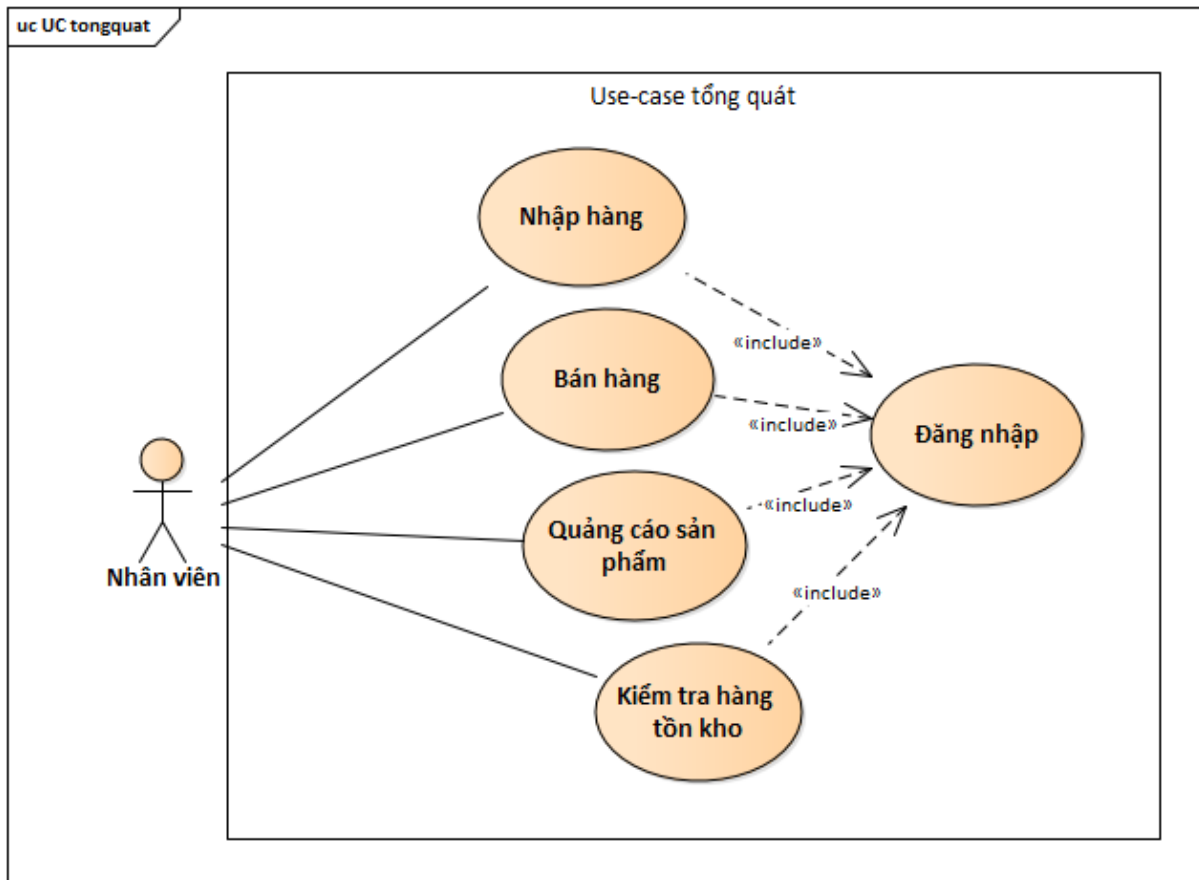 uc UC tongquat
Use-case tổng quát
Nhập hàng
«include»
Bán hàng
«include»
Đăng nhập
Quảng cáo sản
phẩm
«include»
Nhân viên
«include»
Kiểm tra hàng
tồn kho